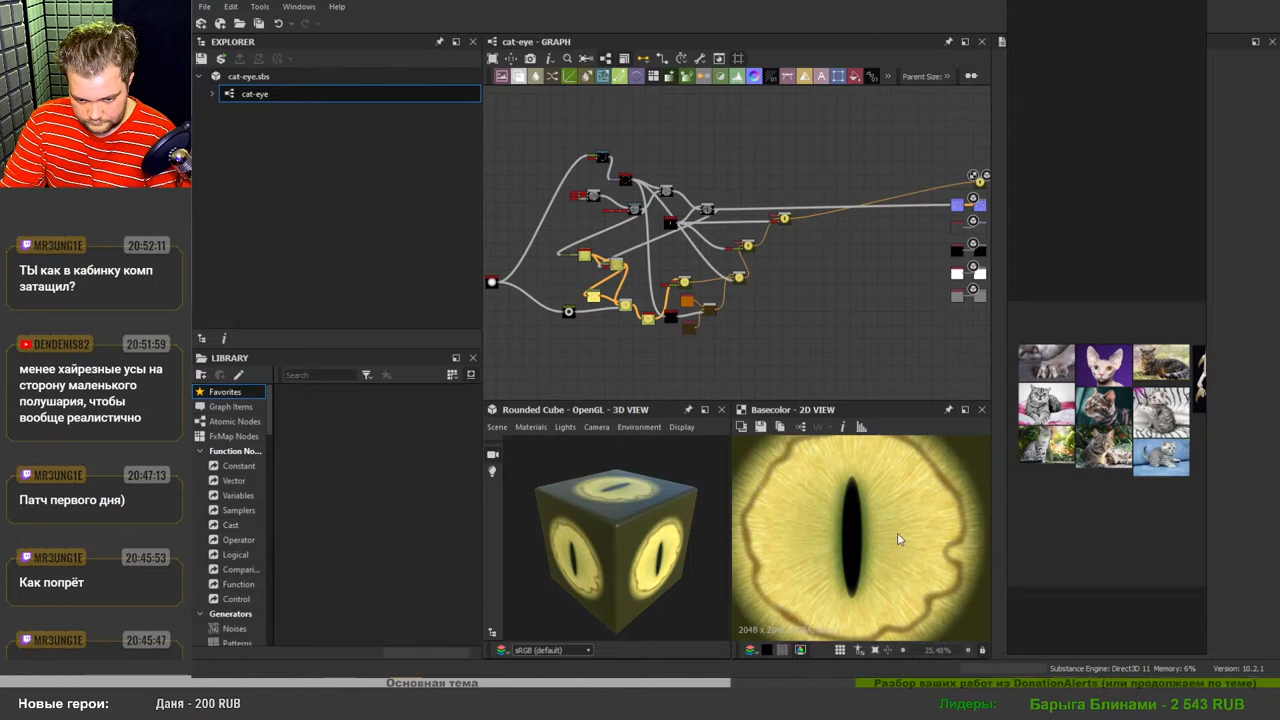 File Edit Tools Windows Help
EXPLORER
cat-eye.sbs
cat-eye
LIBRARY
Search
Favorites
Graph Items
Atomic Nodes
FxMap Nodes
Function No...
Constant
Vector
Variables
Samplers
Cast
Operator
Logical
Compari...
Function
Control
Generators
Noises
Patterns
cat-eye - GRAPH
Parent Size:
Rounded Cube - OpenGL - 3D VIEW
Scene Materials Lights Camera Environment Display
sRGB (default)
Basecolor - 2D VIEW
UV
25.48%
Substance Engine: Direct3D 11 Memory: 6%
Version: 10.2.1
MR3UNG1E 20:52:11
ТЫ как в кабинку комп
затащил?
DENDENIS82 20:51:59
менее хайрезные усы на
сторону маленького
полушария, чтобы
вообще реалистично
MR3UNG1E 20:47:13
Патч первого дня)
MR3UNG1E 20:45:53
Как попрёт
MR3UNG1E 20:45:47
Основная тема
Разбор ваших работ из DonationAlerts (или продолжаем по теме)
Новые герои: Даня - 200 RUB
Лидеры: Барыга Блинами - 2 543 RUB